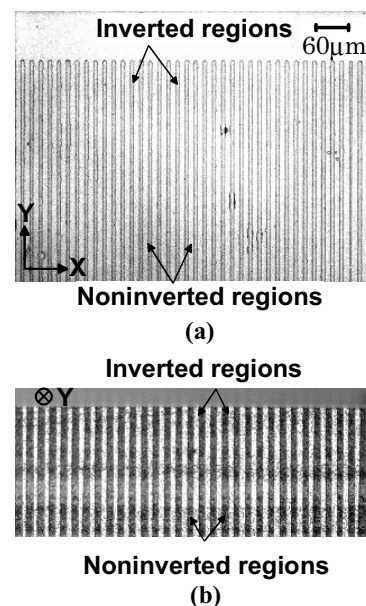 Inverted regions
60μm
Y
X
Noninverted regions
(a)
Inverted regions
⊗ Y
Noninverted regions
(b)